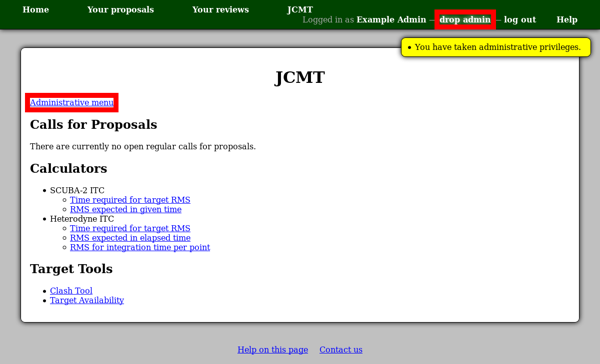 Home Your proposals Your reviews JCMT
Logged in as Example Admin — drop admin — log out Help
• You have taken administrative privileges.
JCMT
Administrative menu
Calls for Proposals
There are currently no open regular calls for proposals.
Calculators
• SCUBA-2 ITC
◦ Time required for target RMS
◦ RMS expected in given time
• Heterodyne ITC
◦ Time required for target RMS
◦ RMS expected in elapsed time
◦ RMS for integration time per point
Target Tools
• Clash Tool
• Target Availability
Help on this page Contact us